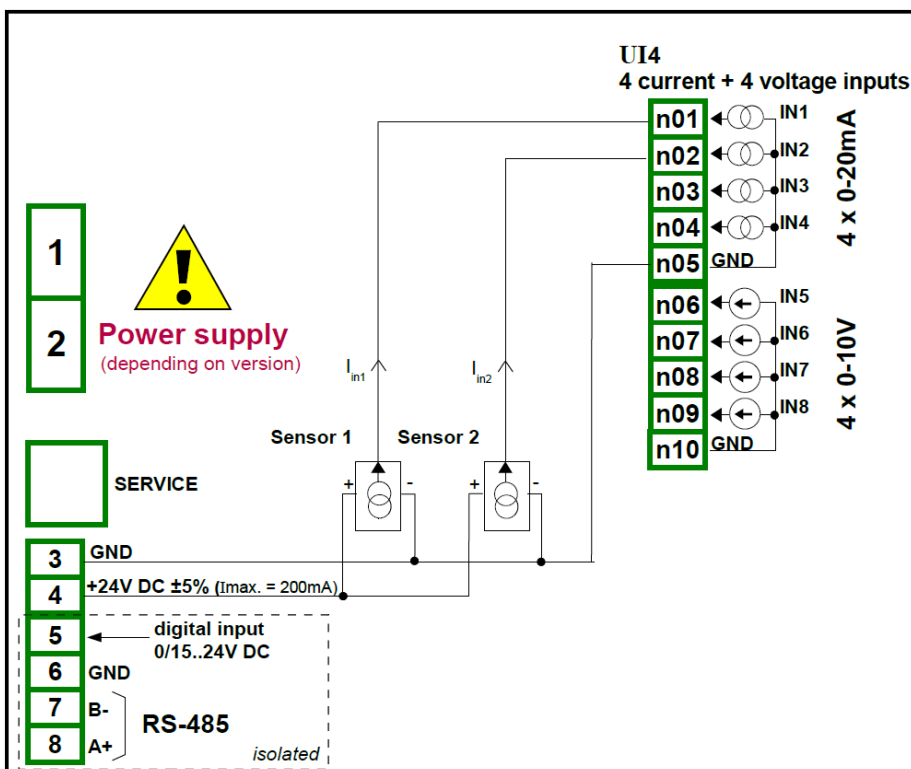 UI4
4 current + 4 voltage inputs
n01
IN1
n02
IN2
n03
IN3
n04
IN4
n05
GND
4 x 0-20mA
n06
IN5
n07
IN6
n08
IN7
n09
IN8
n10
GND
4 x 0-10V
1
2
!
Power supply
(depending on version)
Iin1
Iin2
Sensor 1
Sensor 2
+ -
+ -
SERVICE
3 GND
4 +24V DC ±5% (Imax. = 200mA)
5 digital input
0/15..24V DC
6 GND
7 B-
RS-485
8 A+
isolated